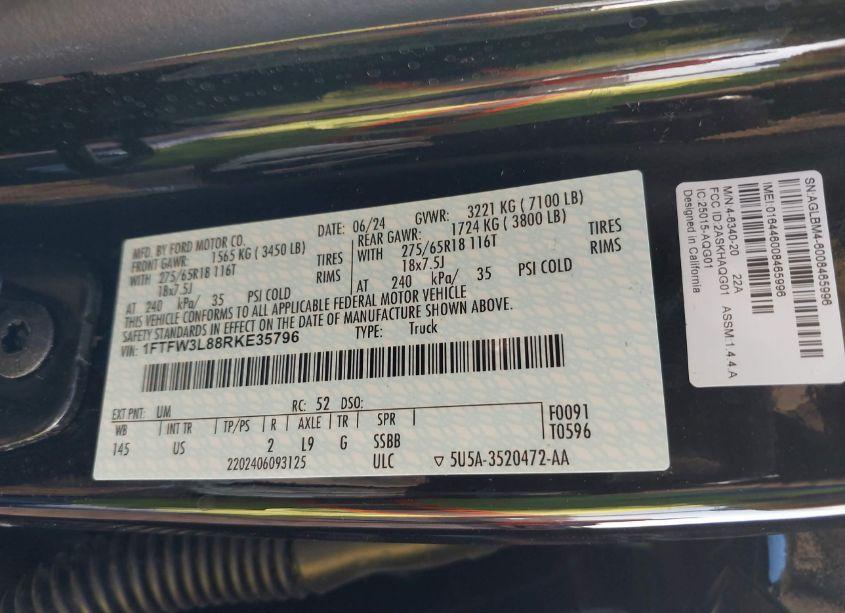 MFD. BY FORD MOTOR CO.
DATE: 06/24 GVWR: 3221 KG (7100 LB)
FRONT GAWR: 1565 KG (3450 LB)
REAR GAWR: 1724 KG (3800 LB)
WITH 275/65R18 116T TIRES
18x7.5J RIMS
AT 240 kPa/ 35 PSI COLD
WITH 275/65R18 116T TIRES
18x7.5J RIMS
AT 240 kPa/ 35 PSI COLD
THIS VEHICLE CONFORMS TO ALL APPLICABLE FEDERAL MOTOR VEHICLE
SAFETY STANDARDS IN EFFECT ON THE DATE OF MANUFACTURE SHOWN ABOVE.
VIN: 1FTFW3L88RKE35796 TYPE: Truck
EXT PNT: UM RC: 52 DSO:
WB INT TR TP/PS R AXLE TR SPR
145 US 2 L9 G SSBB
F0091
T0596
2202406093125 ULC ▽ 5U5A-3520472-AA
SN:AGLBM4-6008465996
IMEI:016446008465996
M/N 4-6340-20 22A ASSM:1.4.4.A
FCC ID:2ASKHAQG01
IC:25015-AQG01
Designed in California